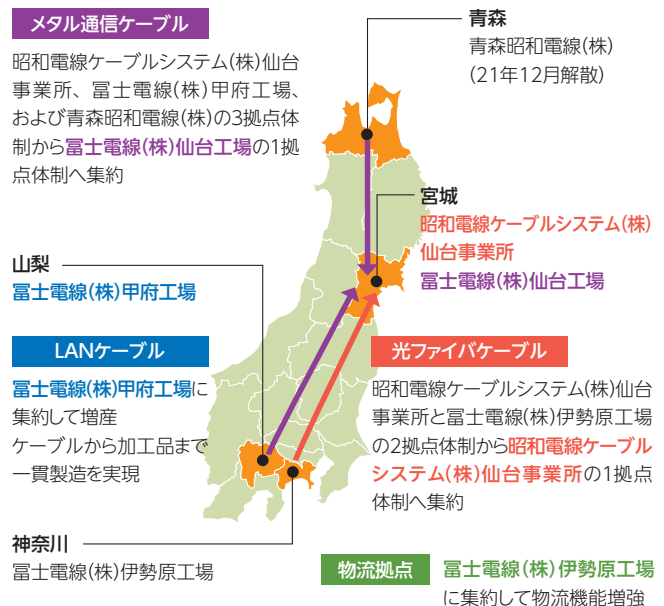 メタル通信ケーブル
昭和電線ケーブルシステム(株)仙台
事業所、冨士電線(株)甲府工場、
および青森昭和電線(株)の3拠点体
制から冨士電線(株)仙台工場の1拠
点体制へ集約
青森
青森昭和電線(株)
(21年12月解散)
宮城
昭和電線ケーブルシステム(株)
仙台事業所
冨士電線(株)仙台工場
山梨
冨士電線(株)甲府工場
LANケーブル
冨士電線(株)甲府工場に
集約して増産
ケーブルから加工品まで
一貫製造を実現
光ファイバケーブル
昭和電線ケーブルシステム(株)仙台
事業所と冨士電線(株)伊勢原工場
の2拠点体制から昭和電線ケーブル
システム(株)仙台事業所の1拠点
体制へ集約
神奈川
冨士電線(株)伊勢原工場
物流拠点
冨士電線(株)伊勢原工場
に集約して物流機能増強